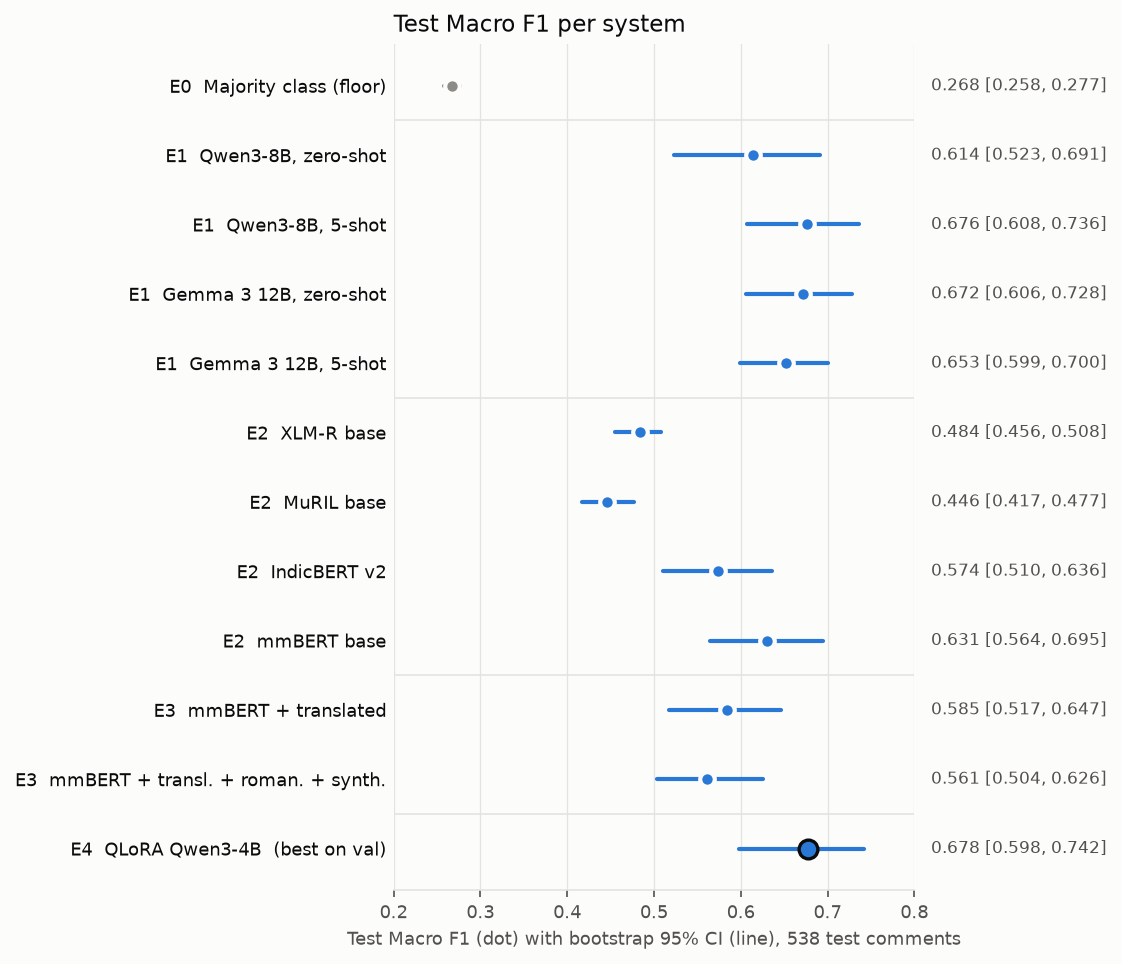 Test Macro F1 per system
E0 Majority class (floor) 0.268 [0.258, 0.277]
E1 Qwen3-8B, zero-shot 0.614 [0.523, 0.691]
E1 Qwen3-8B, 5-shot 0.676 [0.608, 0.736]
E1 Gemma 3 12B, zero-shot 0.672 [0.606, 0.728]
E1 Gemma 3 12B, 5-shot 0.653 [0.599, 0.700]
E2 XLM-R base 0.484 [0.456, 0.508]
E2 MuRIL base 0.446 [0.417, 0.477]
E2 IndicBERT v2 0.574 [0.510, 0.636]
E2 mmBERT base 0.631 [0.564, 0.695]
E3 mmBERT + translated 0.585 [0.517, 0.647]
E3 mmBERT + transl. + roman. + synth. 0.561 [0.504, 0.626]
E4 QLoRA Qwen3-4B (best on val) 0.678 [0.598, 0.742]
0.2 0.3 0.4 0.5 0.6 0.7 0.8
Test Macro F1 (dot) with bootstrap 95% CI (line), 538 test comments